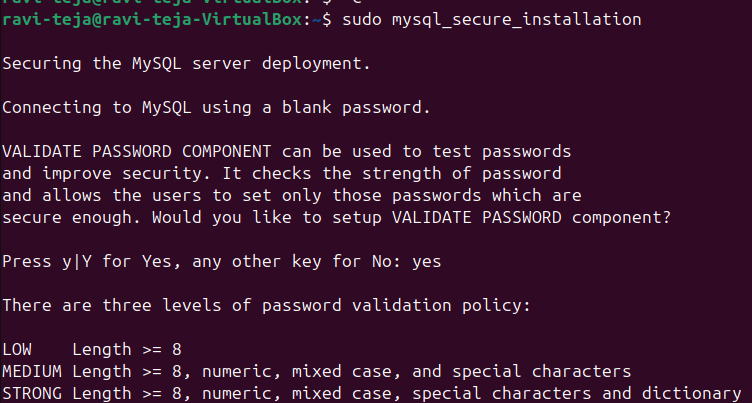 ravi-teja@ravi-teja-VirtualBox:~$ sudo mysql_secure_installation
Securing the MySQL server deployment.
Connecting to MySQL using a blank password.
VALIDATE PASSWORD COMPONENT can be used to test passwords
and improve security. It checks the strength of password
and allows the users to set only those passwords which are
secure enough. Would you like to setup VALIDATE PASSWORD component?
Press y|Y for Yes, any other key for No: yes
There are three levels of password validation policy:
LOW    Length >= 8
MEDIUM Length >= 8, numeric, mixed case, and special characters
STRONG Length >= 8, numeric, mixed case, special characters and dictionary